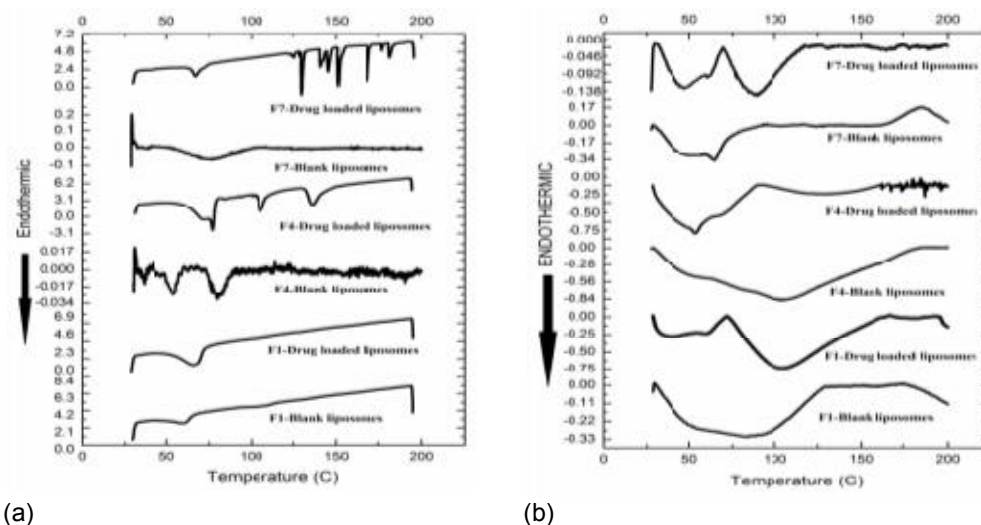 0 50 100 150 200
7.2
4.8
2.4
0.0
F7-Drug loaded liposomes
0.2
0.1
0.0
-0.1
F7-Blank liposomes
6.2
3.1
0.0
-3.1
F4-Drug loaded liposomes
0.017
0.000
-0.017
-0.034
F4-Blank liposomes
6.9
4.6
2.3
0.0
F1-Drug loaded liposomes
8.4
6.3
4.2
2.1
0.0
F1-Blank liposomes
Endothermic
0 50 100 150 200
Temperature (C)
(a)
0 50 100 150 200
0.000
-0.046
-0.092
-0.138
F7-Drug loaded liposomes
0.17
0.00
-0.17
-0.34
F7-Blank liposomes
0.00
-0.25
-0.50
-0.75
F4-Drug loaded liposomes
0.00
-0.28
-0.56
-0.84
F4-Blank liposomes
0.00
-0.25
-0.50
-0.75
F1-Drug loaded liposomes
0.00
-0.11
-0.22
-0.33
F1-Blank liposomes
ENDOTHERMIC
0 50 100 150 200
Temperature (C)
(b)